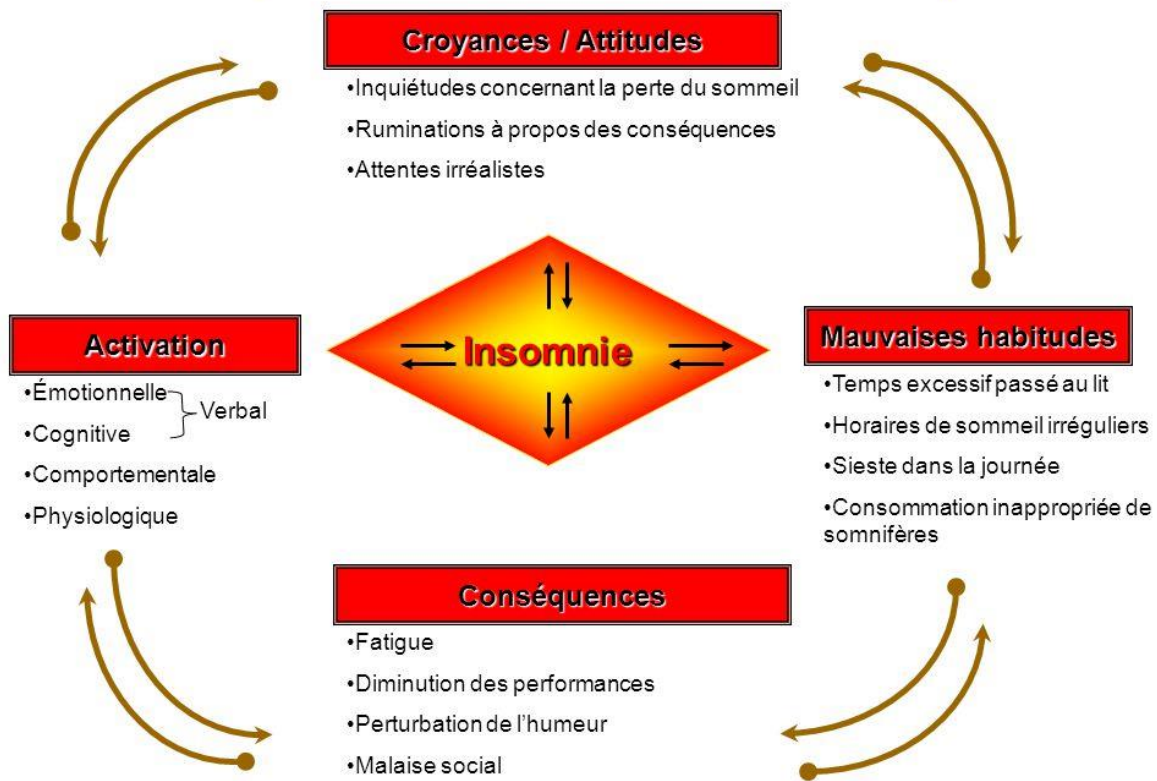 Croyances / Attitudes
•Inquiétudes concernant la perte du sommeil
•Ruminations à propos des conséquences
•Attentes irréalistes
Insomnie
Activation
•Émotionnelle
•Cognitive
Verbal
•Comportementale
•Physiologique
Mauvaises habitudes
•Temps excessif passé au lit
•Horaires de sommeil irréguliers
•Sieste dans la journée
•Consommation inappropriée de
somnifères
Conséquences
•Fatigue
•Diminution des performances
•Perturbation de l’humeur
•Malaise social